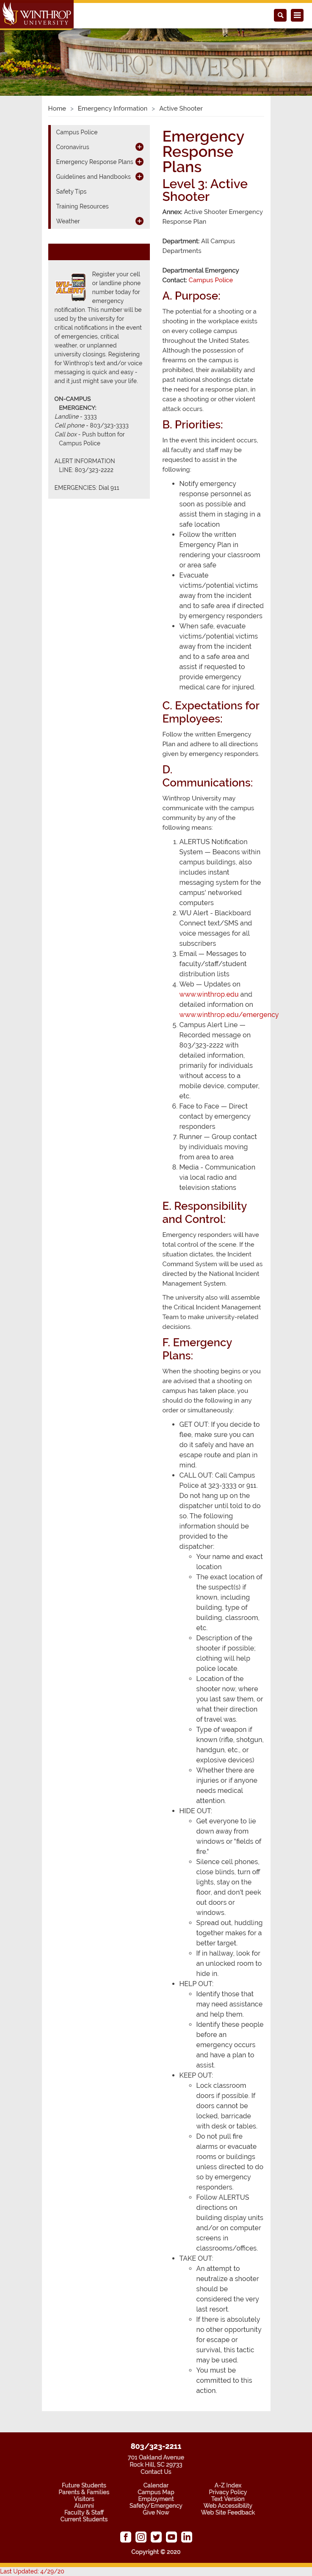 WINTHROP
UNIVERSITY
WINTHROP UNIVERSITY
Home > Emergency Information > Active Shooter
Campus Police
Coronavirus
Emergency Response Plans
Guidelines and Handbooks
Safety Tips
Training Resources
Weather
WU-
ALERT
Register your cell
or landline phone
number today for
emergency
notification. This number will be
used by the university for
critical notifications in the event
of emergencies, critical
weather, or unplanned
university closings. Registering
for Winthrop's text and/or voice
messaging is quick and easy -
and it just might save your life.
ON-CAMPUS
EMERGENCY:
Landline - 3333
Cell phone - 803/323-3333
Call box - Push button for
Campus Police
ALERT INFORMATION
LINE: 803/323-2222
EMERGENCIES: Dial 911
Emergency
Response
Plans
Level 3: Active
Shooter
Annex: Active Shooter Emergency
Response Plan
Department: All Campus
Departments
Departmental Emergency
Contact: Campus Police
A. Purpose:
The potential for a shooting or
shooting in the workplace exists
on every college campus
throughout the United States.
Although the possession of
firearms on the campus is
prohibited, their availability and
past national shootings dictate
the need for a response plan, in
case a shooting or other violent
attack occurs.
B. Priorities:
In the event this incident occurs,
all faculty and staff may be
requested to assist in the
following:
• Notify emergency
response personnel as
soon as possible and
assist them in staging in a
safe location
• Follow the written
Emergency Plan in
rendering your classroom
or area safe
• Evacuate
victims/potential victims
away from the incident
and to safe area if directed
by emergency responders
• When safe, evacuate
victims/potential victims
away from the incident
and to a safe area and
assist if requested to
provide emergency
medical care for injured.
C. Expectations for
Employees:
Follow the written Emergency
Plan and adhere to all directions
given by emergency responders.
D.
Communications:
Winthrop University may
communicate with the campus
community by any of the
following means:
1. ALERTUS Notification
System — Beacons within
campus buildings, also
includes instant
messaging system for the
campus' networked
computers
2. WU Alert - Blackboard
Connect text/SMS and
voice messages for all
subscribers
3. Email — Messages to
faculty/staff/student
distribution lists
4. Web — Updates on
www.winthrop.edu and
detailed information on
www.winthrop.edu/emergency
5. Campus Alert Line —
Recorded message on
803/323-2222 with
detailed information,
primarily for individuals
without access to a
mobile device, computer,
etc.
6. Face to Face — Direct
contact by emergency
responders
7. Runner — Group contact
by individuals moving
from area to area
8. Media - Communication
via local radio and
television stations
E. Responsibility
and Control:
Emergency responders will have
total control of the scene. If the
situation dictates, the Incident
Command System will be used as
directed by the National Incident
Management System.
The university also will assemble
the Critical Incident Management
Team to make university-related
decisions.
F. Emergency
Plans:
When the shooting begins or you
are advised that a shooting on
campus has taken place, you
should do the following in any
order or simultaneously:
• GET OUT: If you decide to
flee, make sure you can
do it safely and have an
escape route and plan in
mind.
• CALL OUT: Call Campus
Police at 323-3333 or 911.
Do not hang up on the
dispatcher until told to do
so. The following
information should be
provided to the
dispatcher:
◦ Your name and exact
location
◦ The exact location of
the suspect(s) if
known, including
building, type of
building, classroom,
etc.
◦ Description of the
shooter if possible;
clothing will help
police locate.
◦ Location of the
shooter now, where
you last saw them, or
what their direction
of travel was.
◦ Type of weapon if
known (rifle, shotgun,
handgun, etc., or
explosive devices)
◦ Whether there are
injuries or if anyone
needs medical
attention.
• HIDE OUT:
◦ Get everyone to lie
down away from
windows or "fields of
fire."
◦ Silence cell phones,
close blinds, turn off
lights, stay on the
floor, and don't peek
out doors or
windows.
◦ Spread out, huddling
together makes for a
better target.
◦ If in hallway, look for
an unlocked room to
hide in.
• HELP OUT:
◦ Identify those that
may need assistance
and help them.
◦ Identify these people
before an
emergency occurs
and have a plan to
assist.
• KEEP OUT:
◦ Lock classroom
doors if possible. If
doors cannot be
locked, barricade
with desk or tables.
◦ Do not pull fire
alarms or evacuate
rooms or buildings
unless directed to do
so by emergency
responders.
◦ Follow ALERTUS
directions on
building display units
and/or on computer
screens in
classrooms/offices.
• TAKE OUT:
◦ An attempt to
neutralize a shooter
should be
considered the very
last resort.
◦ If there is absolutely
no other opportunity
for escape or
survival, this tactic
may be used.
◦ You must be
committed to this
action.
803/323-2211
701 Oakland Avenue
Rock Hill, SC 29733
Contact Us
Future Students
Patents & Families
Visitors
Alumni
Faculty & Staff
Current Students
Calendar
Campus Map
Employment
Safety/Emergency
Give Now
A-Z Index
Privacy Policy
Text Version
Web Accessibility
Web Site Feedback
Copyright © 2020
Last Updated: 4/29/20